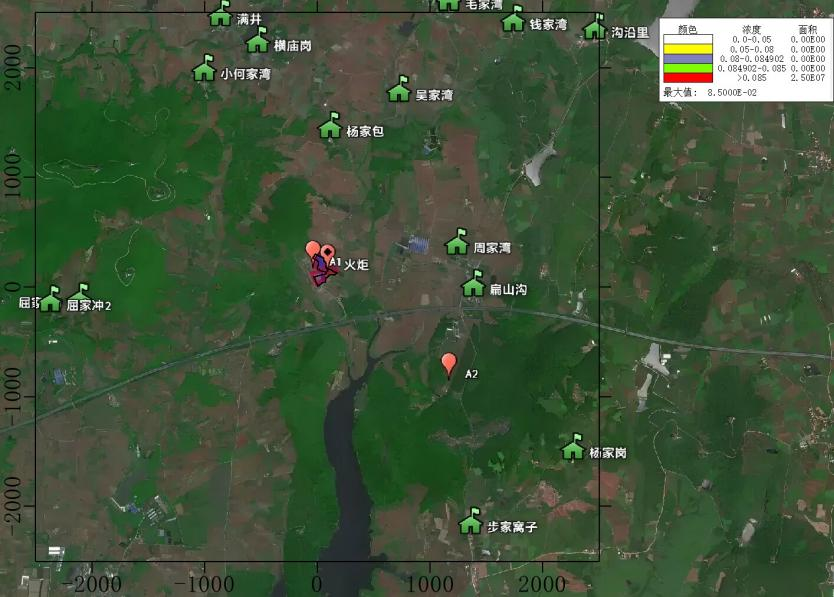 毛家湾
满井
钱家湾
沟沿里
横庙岗
小何家湾
吴家湾
杨家包
周家湾
A1 火炬
扁山沟
屈家冲2
A2
杨家岗
步家窝子
颜色 浓度 面积
0.0-0.05 0.00E00
0.05-0.08 0.00E00
0.08-0.084902 0.00E00
0.084902-0.085 0.00E00
>0.085 2.50E07
最大值: 8.5000E-02
2000
1000
0
-1000
-2000
-2000 -1000 0 1000 2000